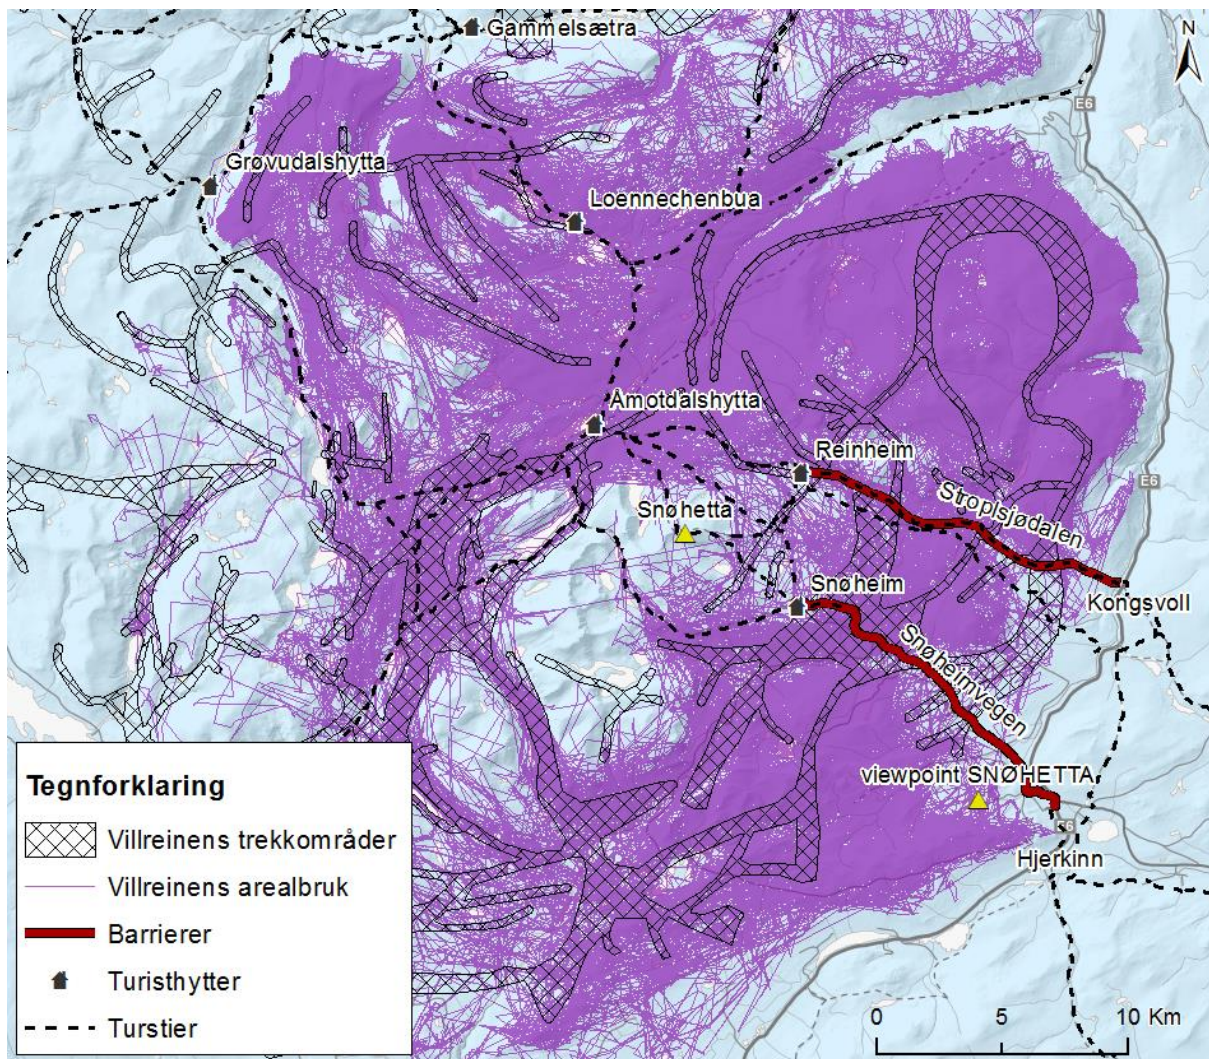 Gammelsætra
N
E6
Grøvudalshytta
Loennechenbua
Åmotdalshytta
Reinheim
E6
Stroplsjødalen
Snøhetta
Snøheim
Kongsvoll
Snøheimvegen
viewpoint SNØHETTA
E6
Hjerkinn
Tegnforklaring
Villreinens trekkområder
Villreinens arealbruk
Barrierer
Turisthytter
Turstier
0 5 10 Km